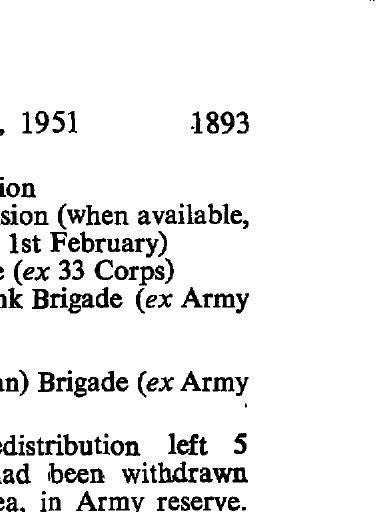 , 1951 1893
ion
sion (when available,
1st February)
e (ex 33 Corps)
nk Brigade (ex Army
an) Brigade (ex Army
edistribution left 5
ad been withdrawn
ea, in Army reserve.